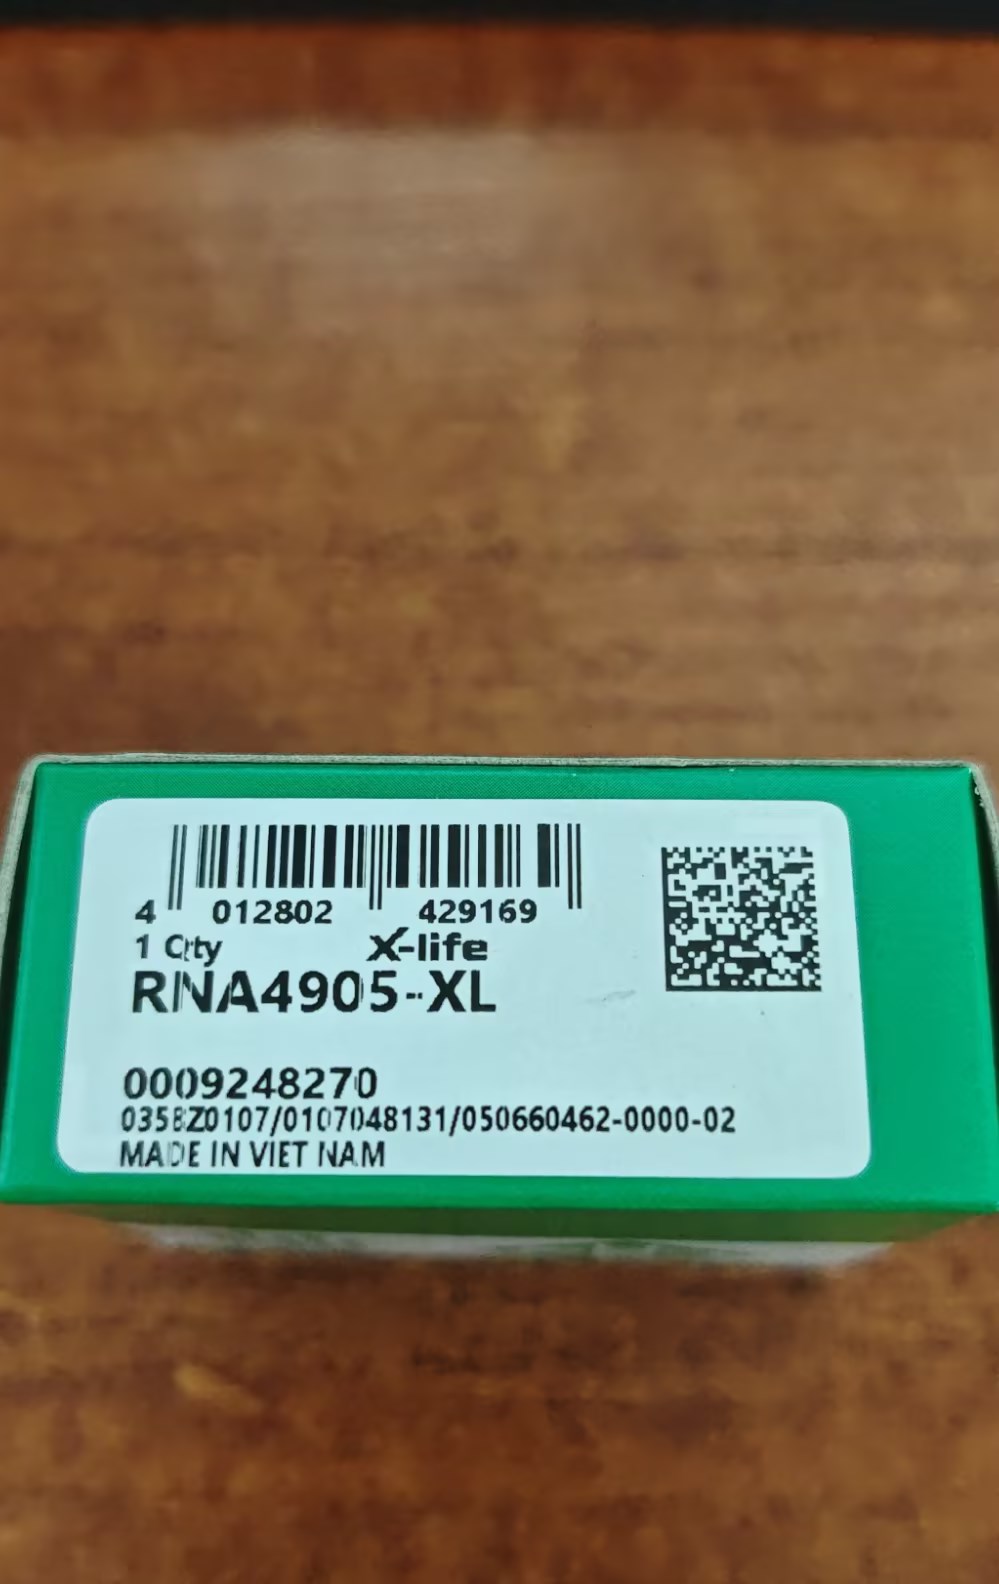 4 012802 429169
1 Qty X-life
RNA4905-XL
0009248270
0358Z0107/0107048131/050660462-0000-02
MADE IN VIET NAM